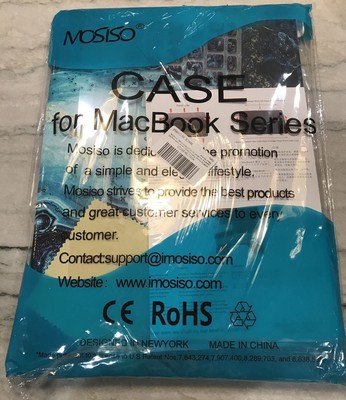 MOSISO®
CASE
for MacBook Series
Mosiso is the promotion
of a simple and lifestyle,
Mosiso strives to provide the best products
and great customer services to every
customer.
Contact:support@imosiso.com
Website: www.imosiso.com
CE RoHS
DESIGNED IN NEWYORK MADE IN CHINA